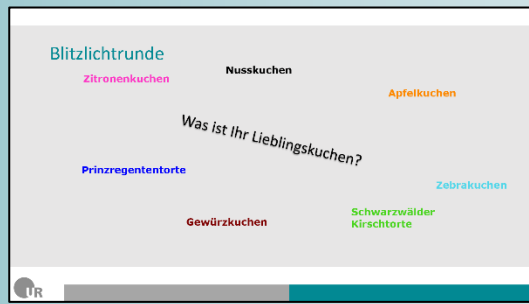 Blitzlichtrunde
Zitronenkuchen
Nusskuchen
Apfelkuchen
Was ist Ihr Lieblingskuchen?
Prinzregententorte
Zebrakuchen
Gewürzkuchen
Schwarzwälder
Kirschtorte
UR